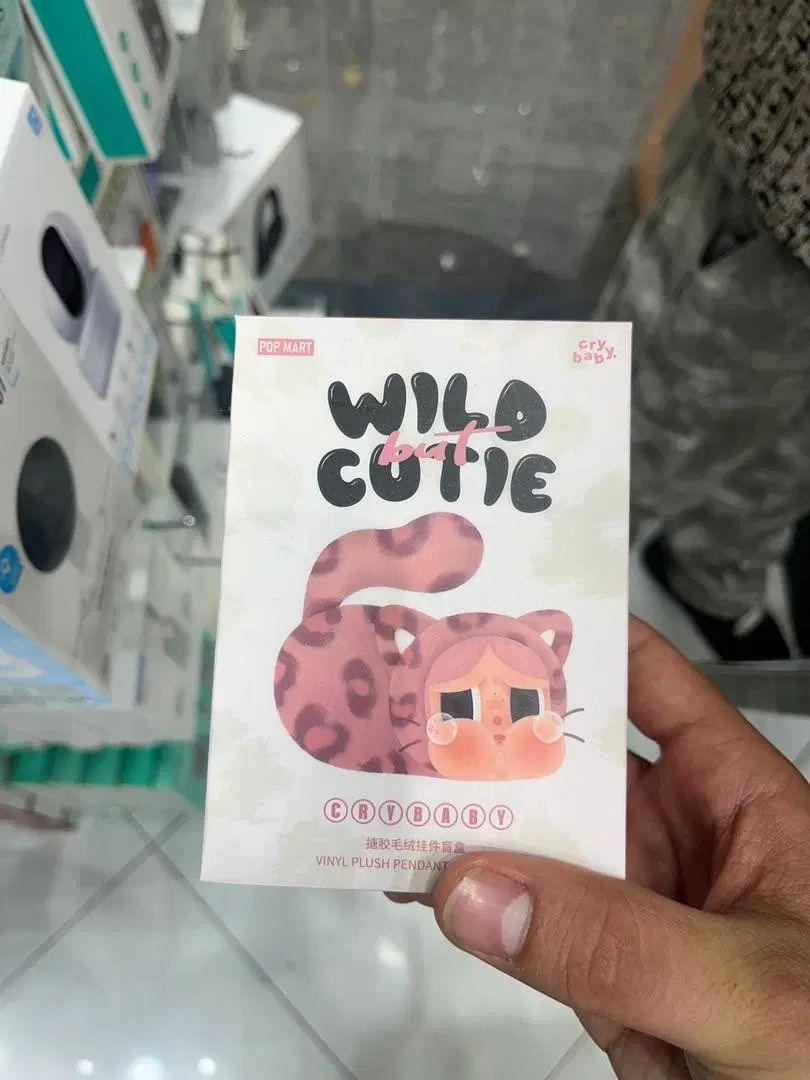 POP MART
cry
baby.
WILD
but
CUTIE
CRYBABY
搪胶毛绒挂件盲盒
VINYL PLUSH PENDANT